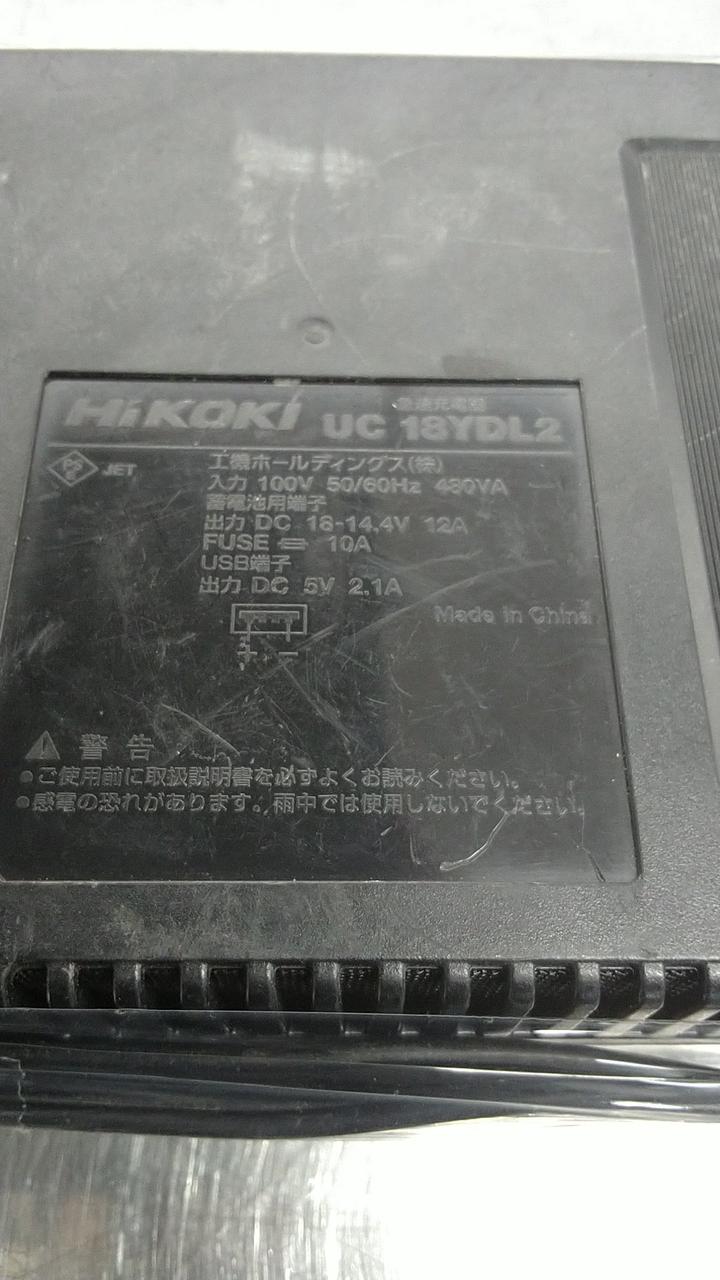 HiKOKI 急速充電器 UC 18YDL2
PS E JET
工機ホールディングス(株)
入力 100V 50/60Hz 480VA
蓄電池用端子
出力 DC 18-14.4V 12A
FUSE 10A
USB端子
出力 DC 5V 2.1A
Made in China
+ −
警告
●ご使用前に取扱説明書を必ずよくお読みください。
●感電の恐れがあります。雨中では使用しないでください。